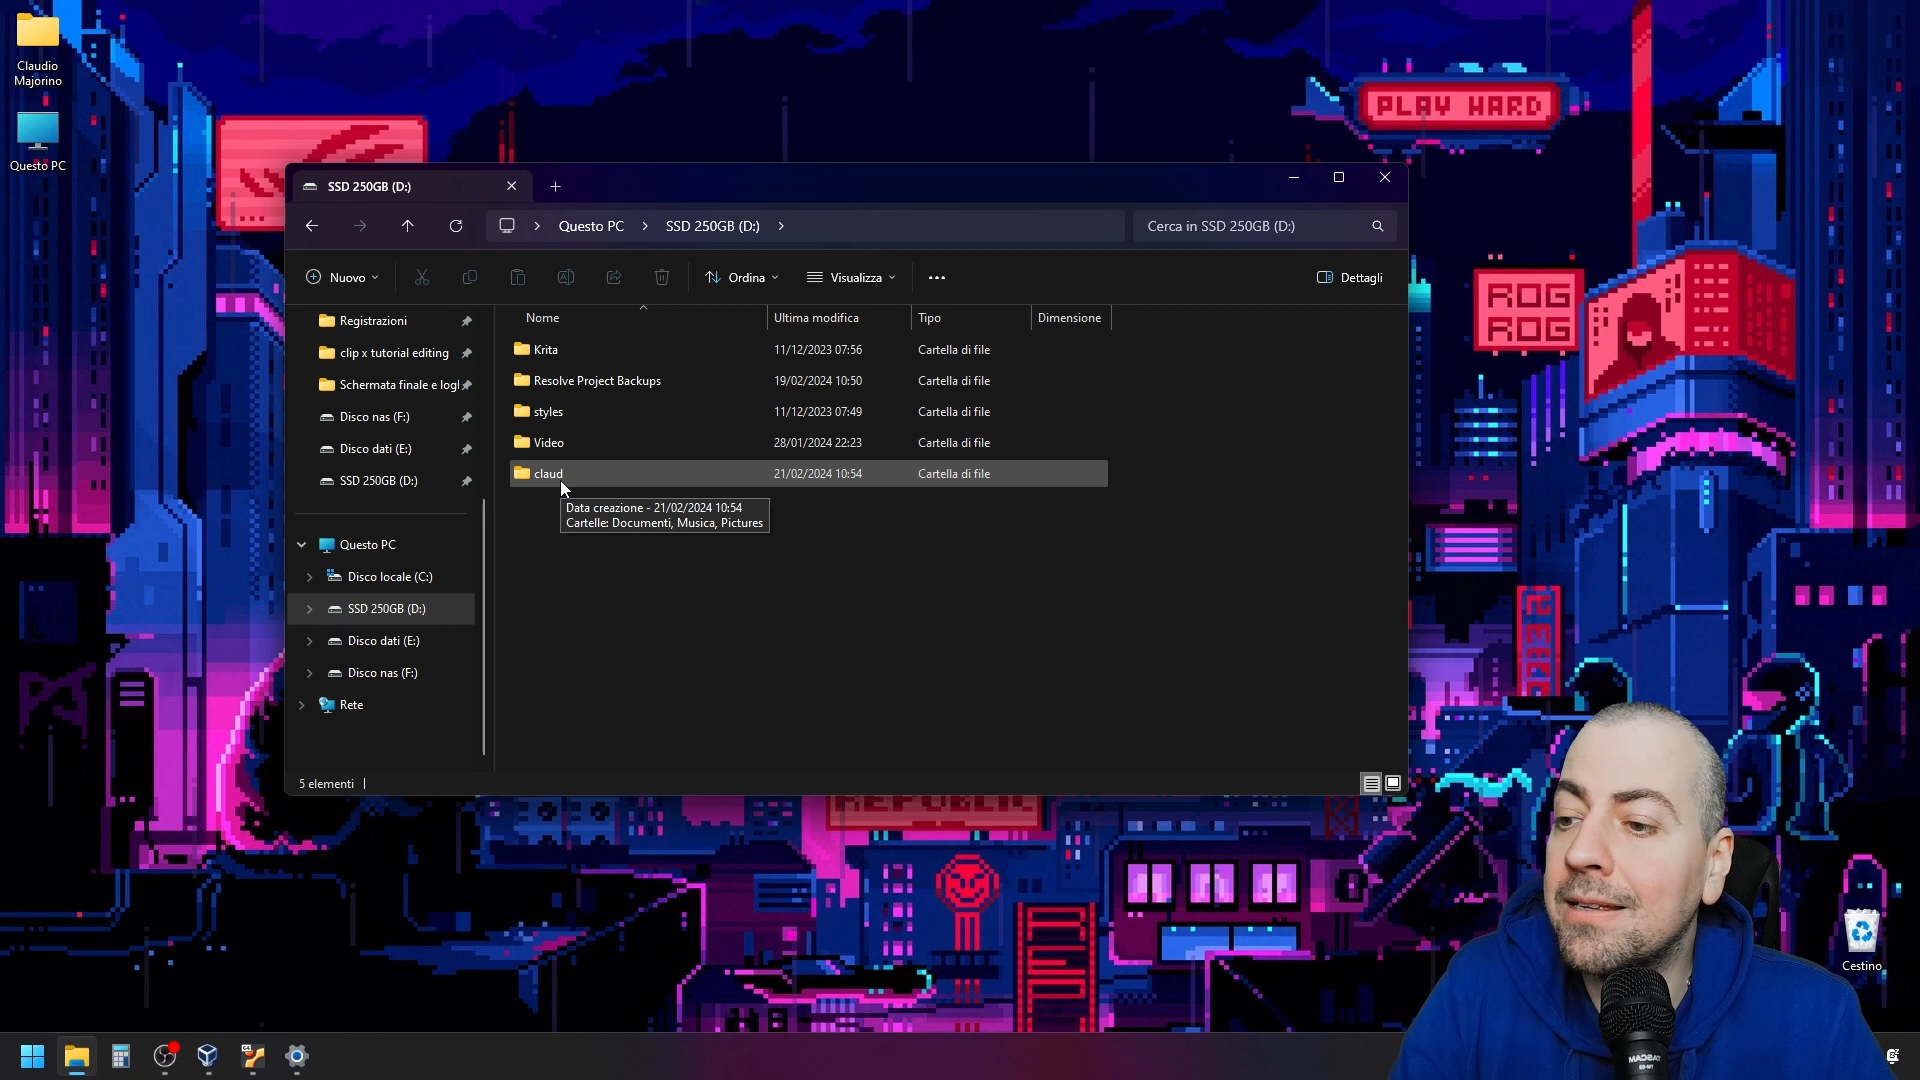 Claudio
Majorino
Questo PC
PLAY HARD
SSD 250GB (D:)
Questo PC
SSD 250GB (D:)
Cerca in SSD 250GB (D:)
Nuovo
Ordina
Visualizza
Dettagli
Registrazioni
clip x tutorial editing
Schermata finale e logl
Disco nas (F:)
Disco dati (E:)
SSD 250GB (D:)
Questo PC
Disco locale (C:)
SSD 250GB (D:)
Disco dati (E:)
Disco nas (F:)
Rete
Nome Ultima modifica Tipo Dimensione
Krita 11/12/2023 07:56 Cartella di file
Resolve Project Backups 19/02/2024 10:50 Cartella di file
styles 11/12/2023 07:49 Cartella di file
Video 28/01/2024 22:23 Cartella di file
claud 21/02/2024 10:54 Cartella di file
Data creazione - 21/02/2024 10:54
Cartelle: Documenti, Musica, Pictures
5 elementi
ROG
ROG
REPUBLIC
Cestino
64
TASCAM